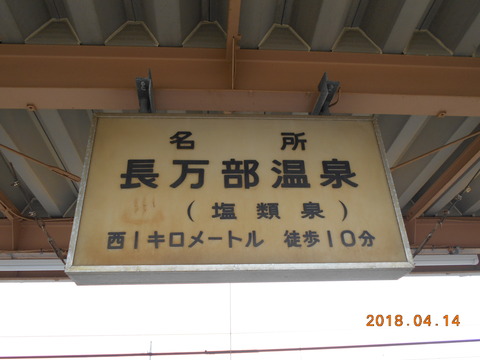 名所
長万部温泉
(塩類泉)
西1キロメートル 徒歩10分
2018.04.14